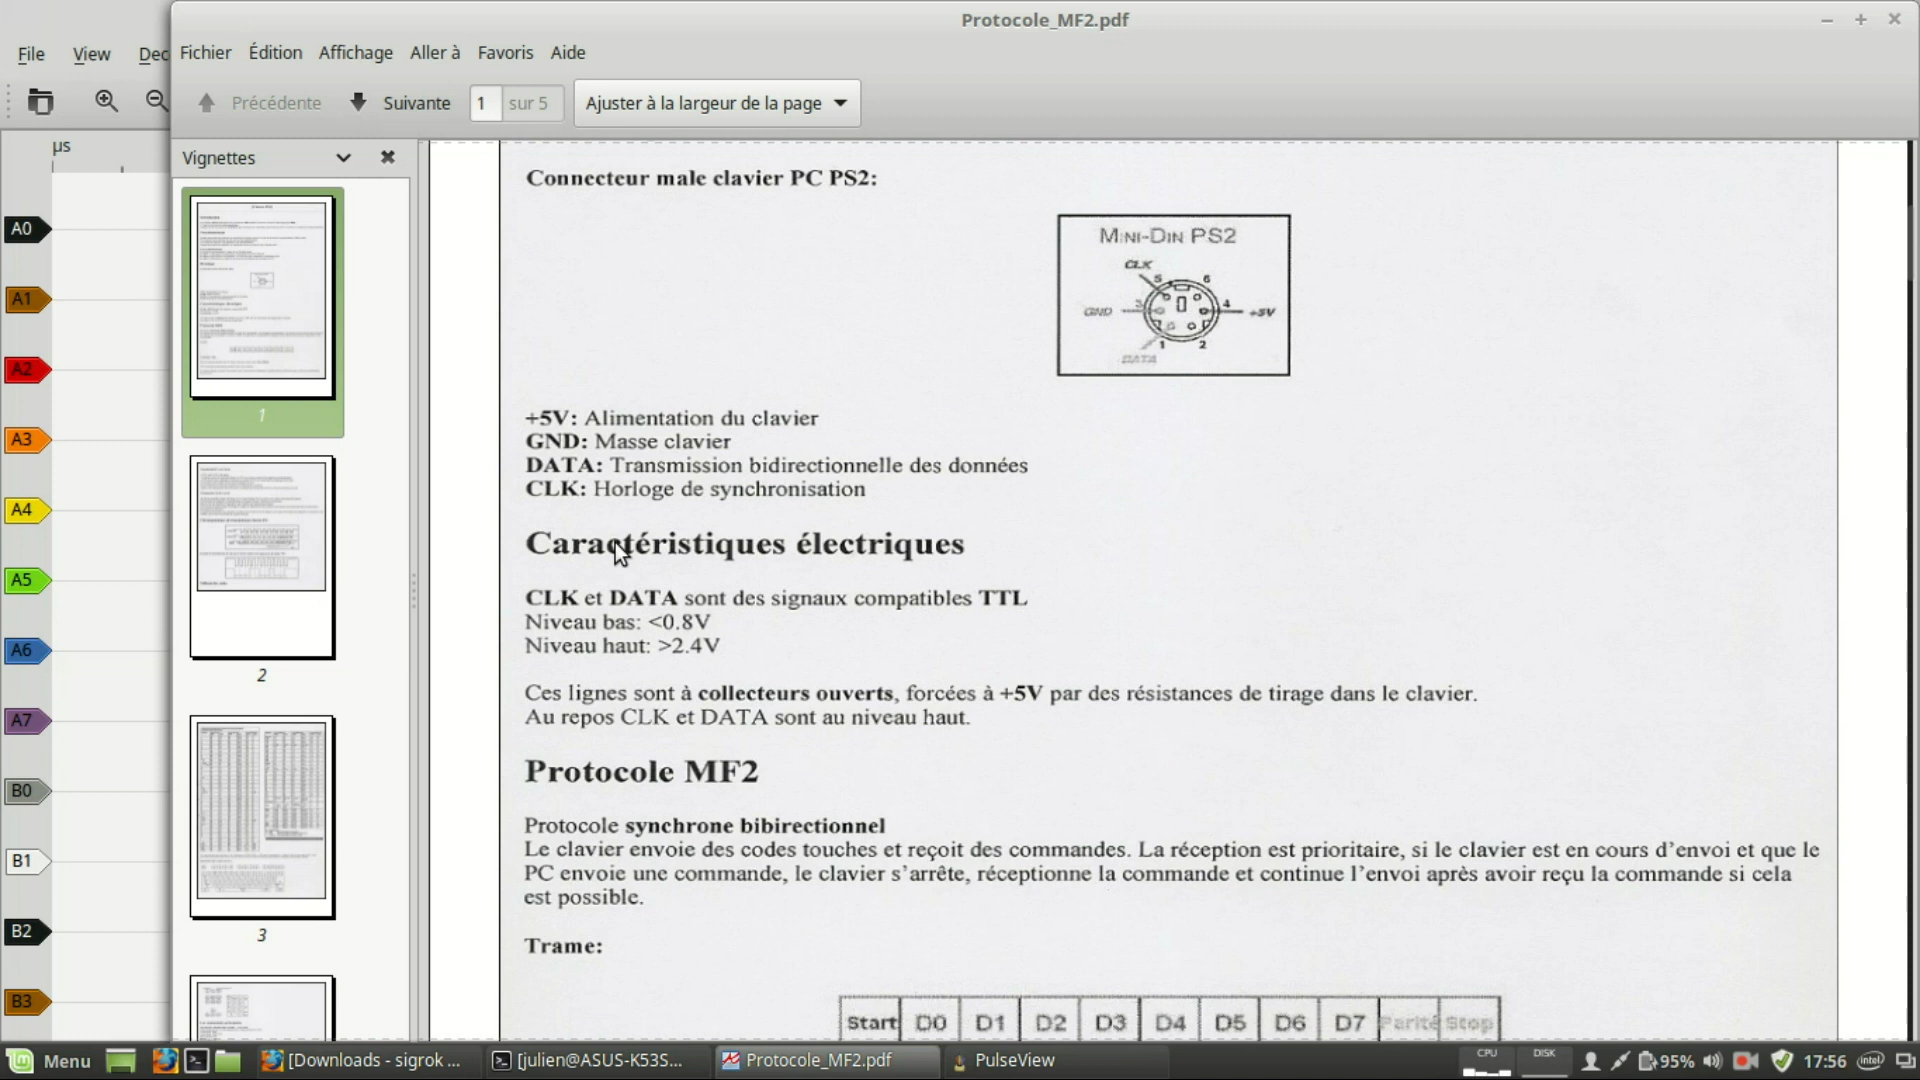 Protocole_MF2.pdf
File View Dec
Fichier Édition Affichage Aller à Favoris Aide
Précédente Suivante 1 sur 5 Ajuster à la largeur de la page
µs
Vignettes
A0
A1
A2
A3
A4
A5
A6
A7
B0
B1
B2
B3
1
2
3
Connecteur male clavier PC PS2:
MINI-DIN PS2
CLK
5 6
GND 3 4 +5V
1 2
DATA
+5V: Alimentation du clavier
GND: Masse clavier
DATA: Transmission bidirectionnelle des données
CLK: Horloge de synchronisation
Caractéristiques électriques
CLK et DATA sont des signaux compatibles TTL
Niveau bas: <0.8V
Niveau haut: >2.4V
Ces lignes sont à collecteurs ouverts, forcées à +5V par des résistances de tirage dans le clavier.
Au repos CLK et DATA sont au niveau haut.
Protocole MF2
Protocole synchrone bibirectionnel
Le clavier envoie des codes touches et reçoit des commandes. La réception est prioritaire, si le clavier est en cours d'envoi et que le
PC envoie une commande, le clavier s'arrête, réceptionne la commande et continue l'envoi après avoir reçu la commande si cela
est possible.
Trame:
Start D0 D1 D2 D3 D4 D5 D6 D7 Parité Stop
Menu [Downloads - sigrok ... [julien@ASUS-K53S... Protocole_MF2.pdf PulseView CPU DISK 95% 17:56 intel